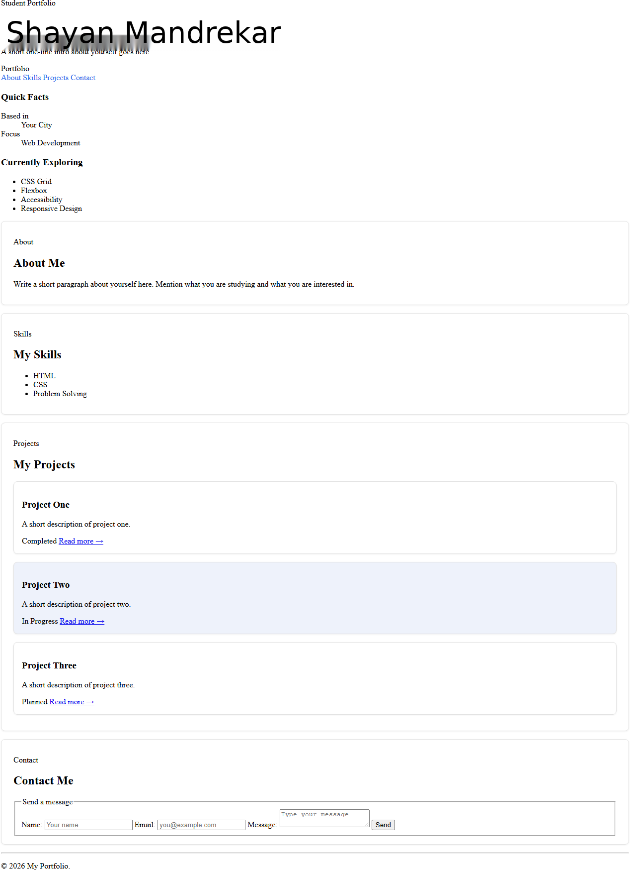 Student Portfolio
Shayan Mandrekar
A short one-line intro about yourself goes here
Portfolio
About Skills Projects Contact
Quick Facts
Based in
Your City
Focus
Web Development
Currently Exploring
CSS Grid
Flexbox
Accessibility
Responsive Design
About
About Me
Write a short paragraph about yourself here. Mention what you are studying and what you are interested in.
Skills
My Skills
HTML
CSS
Problem Solving
Projects
My Projects
Project One
A short description of project one.
Completed Read more →
Project Two
A short description of project two.
In Progress Read more →
Project Three
A short description of project three
Planned Read more →
Contact
Contact Me
Send a message
Name Your name Email you@example.com Message Type your message Send
© 2026 My Portfolio.